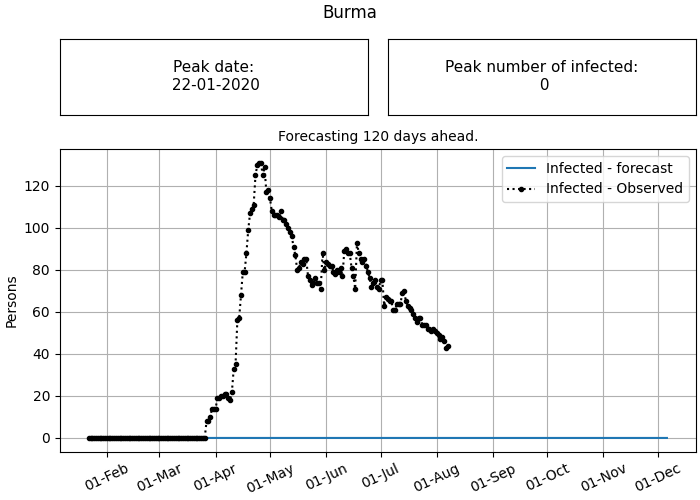 Burma
Peak date:
22-01-2020
Peak number of infected:
0
Forecasting 120 days ahead.
Infected - forecast
Infected - Observed
Persons
120
100
80
60
40
20
0
01-Feb
01-Mar
01-Apr
01-May
01-Jun
01-Jul
01-Aug
01-Sep
01-Oct
01-Nov
01-Dec